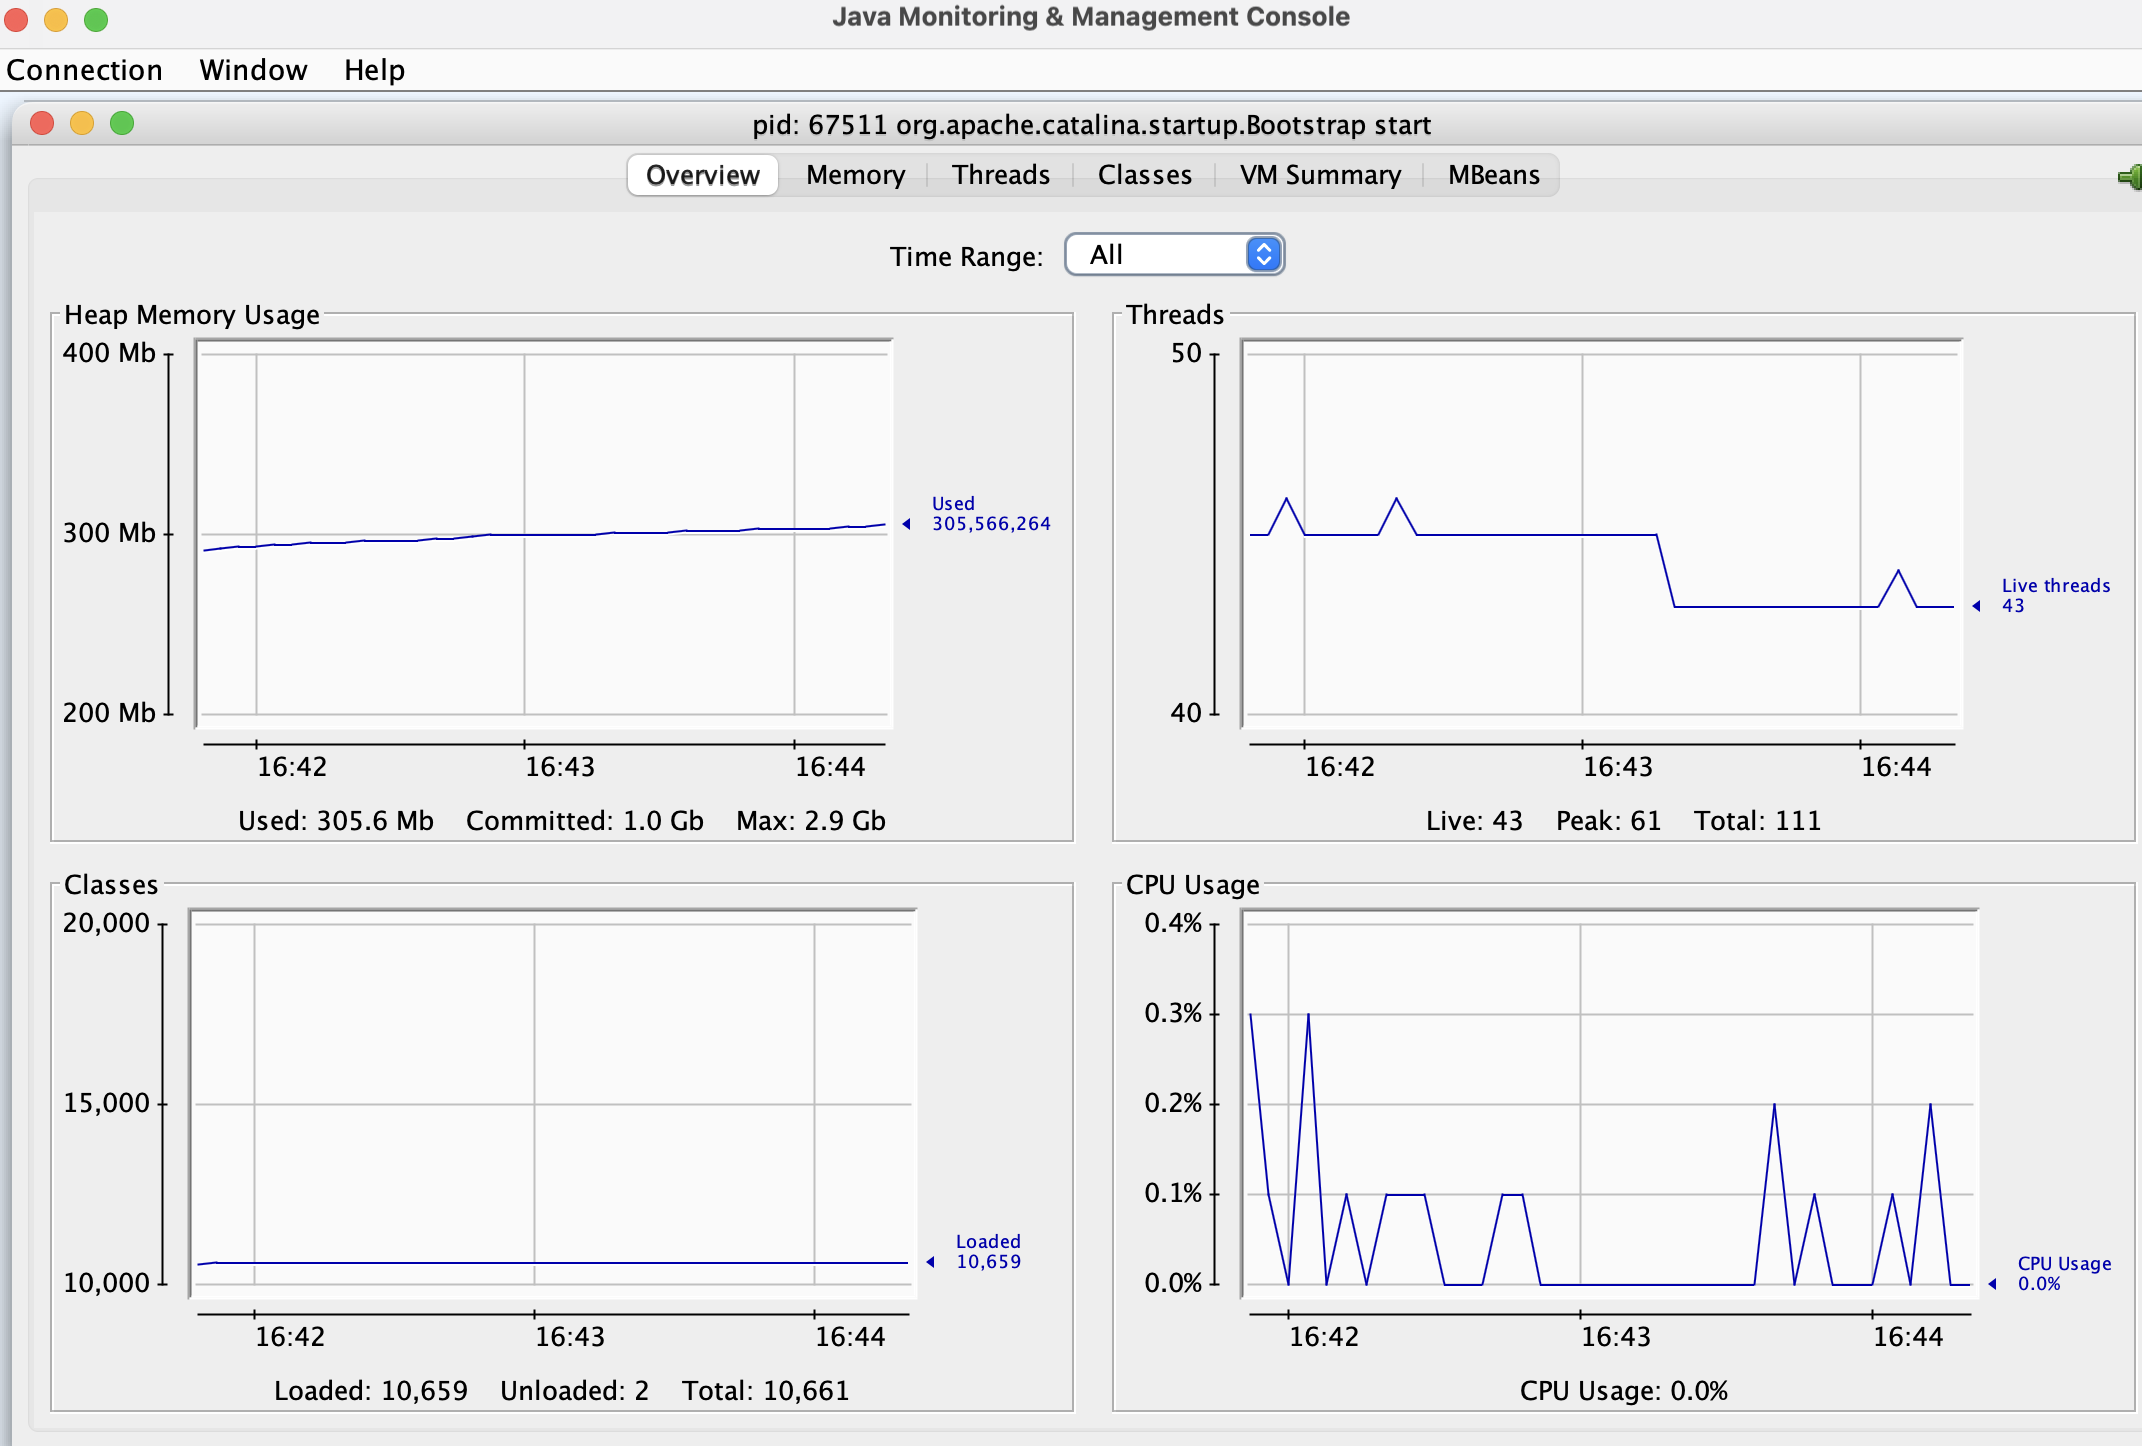 Java Monitoring & Management Console
Connection Window Help
pid: 67511 org.apache.catalina.startup.Bootstrap start
Overview Memory Threads Classes VM Summary MBeans
Time Range: All
Heap Memory Usage
400 Mb
300 Mb
200 Mb
Used
305,566,264
16:42 16:43 16:44
Used: 305.6 Mb Committed: 1.0 Gb Max: 2.9 Gb
Threads
50
40
Live threads
43
16:42 16:43 16:44
Live: 43 Peak: 61 Total: 111
Classes
20,000
15,000
10,000
Loaded
10,659
16:42 16:43 16:44
Loaded: 10,659 Unloaded: 2 Total: 10,661
CPU Usage
0.4%
0.3%
0.2%
0.1%
0.0%
CPU Usage
0.0%
16:42 16:43 16:44
CPU Usage: 0.0%